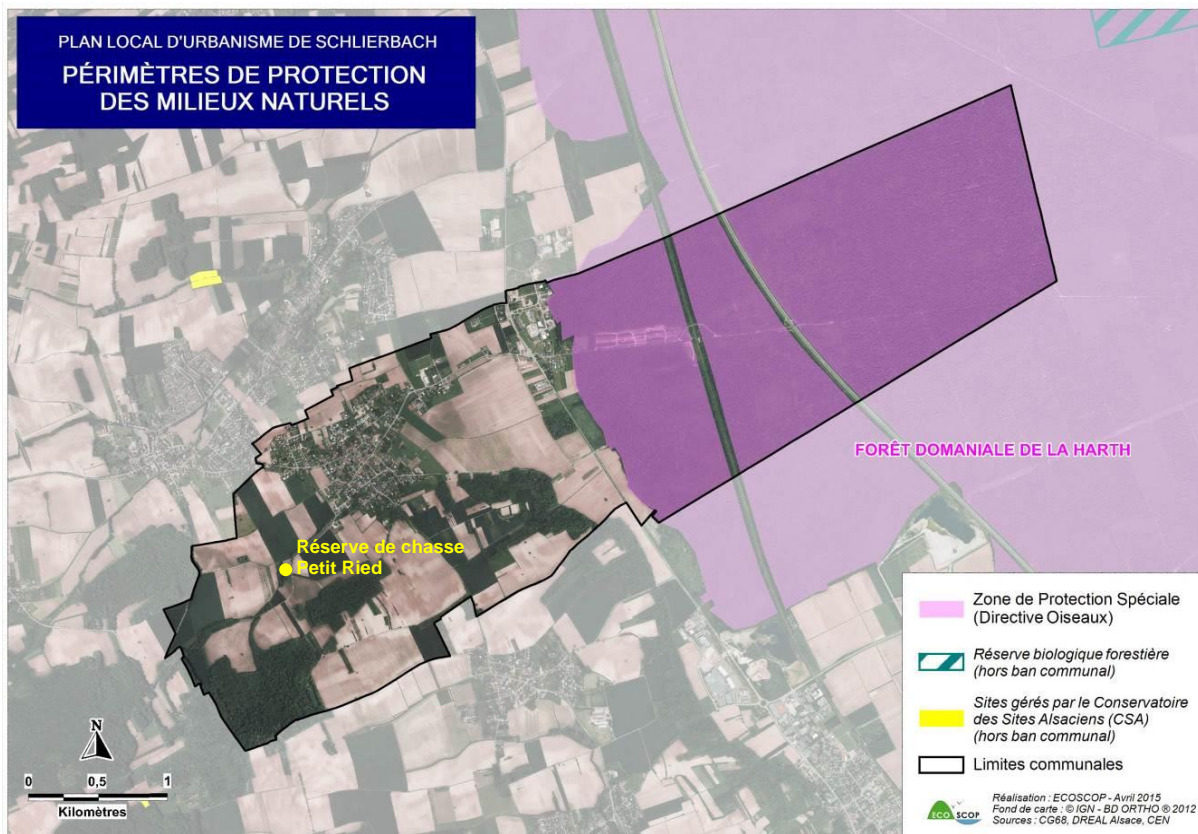 PLAN LOCAL D'URBANISME DE SCHLIERBACH
PÉRIMÈTRES DE PROTECTION
DES MILIEUX NATURELS
FORÊT DOMANIALE DE LA HARTH
Réserve de chasse
Petit Ried
Zone de Protection Spéciale
(Directive Oiseaux)
Réserve biologique forestière
(hors ban communal)
Sites gérés par le Conservatoire
des Sites Alsaciens (CSA)
(hors ban communal)
Limites communales
N
0 0,5 1
Kilomètres
ECO SCOP
Réalisation : ECOSCOP - Avril 2015
Fond de carte : © IGN - BD ORTHO ® 2012
Sources : CG68, DREAL Alsace, CEN